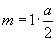 m = 1 · a/2